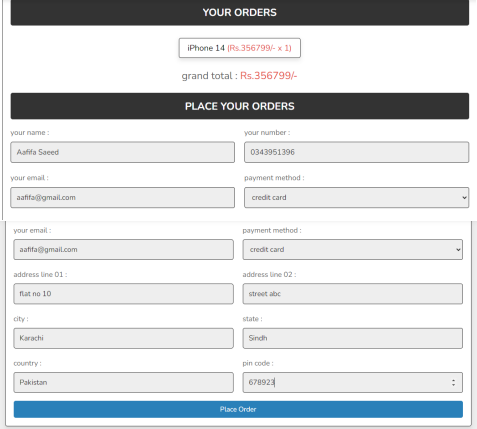 YOUR ORDERS
iPhone 14 (Rs.356799/- x 1)
grand total : Rs.356799/-
PLACE YOUR ORDERS
your name :
your number :
Aafifa Saeed
0343951396
your email :
payment method :
aafifa@gmail.com
credit card
your email :
payment method :
aafifa@gmail.com
credit card
address line 01 :
address line 02 :
flat no 10
street abc
city :
state :
Karachi
Sindh
country :
pin code :
Pakistan
678923
Place Order